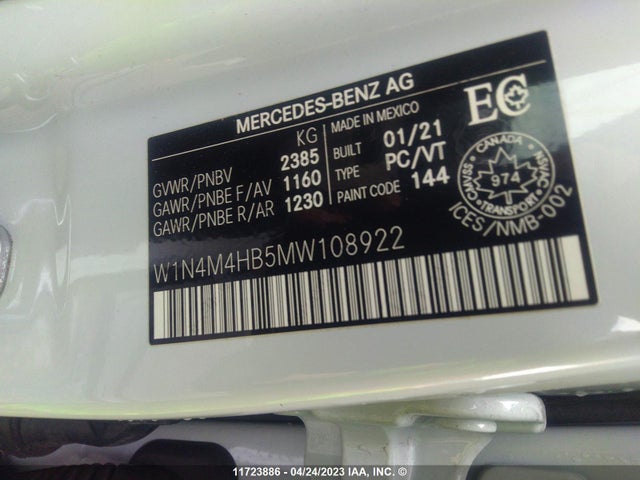 MERCEDES-BENZ AG
KG
GVWR/PNBV 2385
GAWR/PNBE F/AV 1160
GAWR/PNBE R/AR 1230
MADE IN MEXICO
BUILT 01/21
TYPE PC/VT
PAINT CODE 144
EC
CANADA
CMVSS 974 NSVAC
TRANSPORT
ICES/NMB-002
W1N4M4HB5MW108922
11723886 - 04/24/2023 IAA, INC. ©